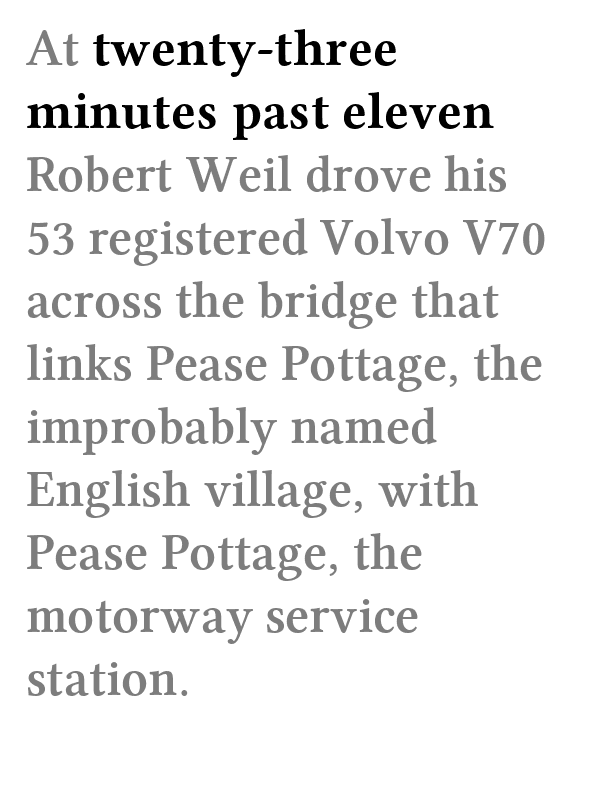 At twenty-three
minutes past eleven
Robert Weil drove his
53 registered Volvo V70
across the bridge that
links Pease Pottage, the
improbably named
English village, with
Pease Pottage, the
motorway service
station.